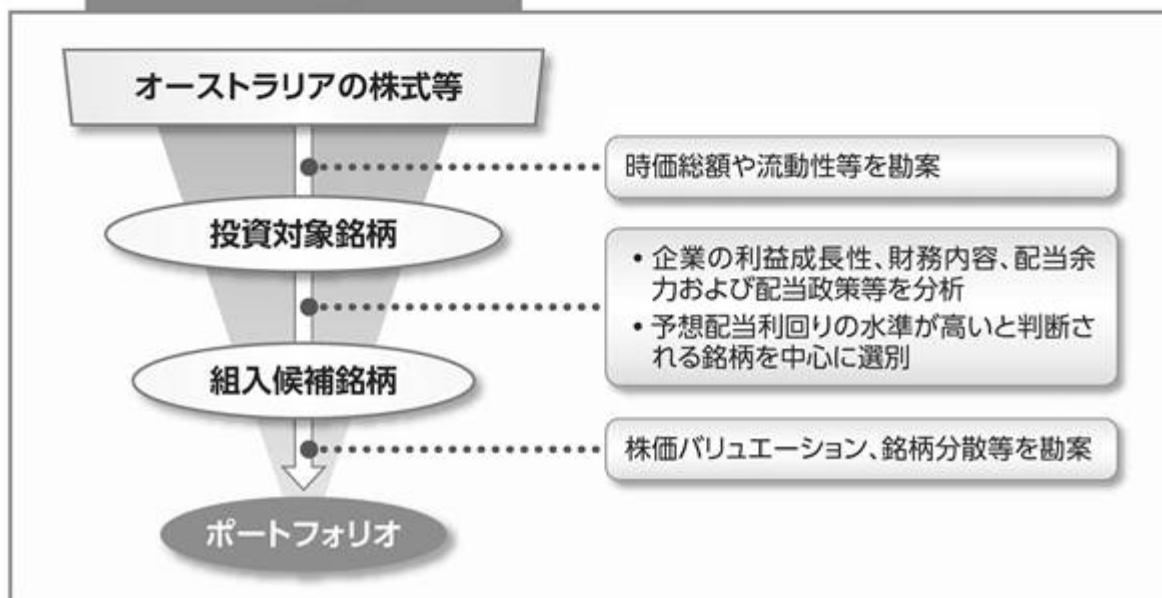 オーストラリアの株式等
時価総額や流動性等を勘案
投資対象銘柄
• 企業の利益成長性、財務内容、配当余
力および配当政策等を分析
• 予想配当利回りの水準が高いと判断さ
れる銘柄を中心に選別
組入候補銘柄
株価バリュエーション、銘柄分散等を勘案
ポートフォリオ